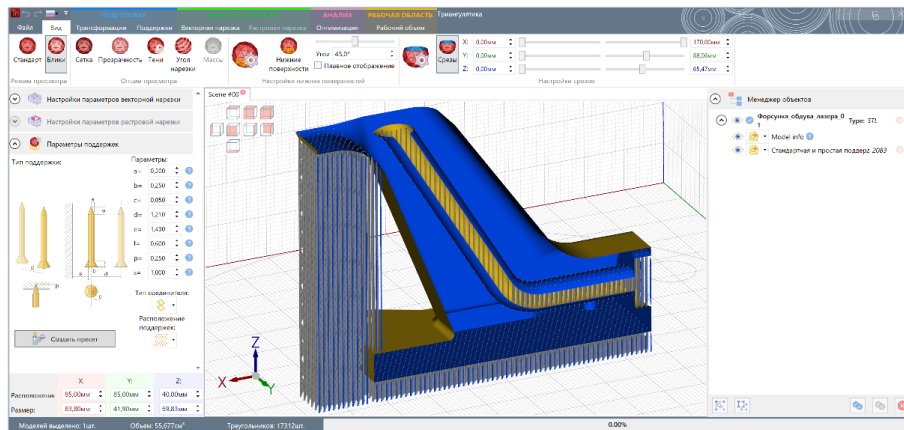 ПОДГОТОВКА
АНАЛИЗ
РАБОЧАЯ ОБЛАСТЬ
Триангулятика
Файл
Вид
Трансформации
Поддержки
Векторная нарезка
Растровая нарезка
Оптимизация
Рабочий объем
Стандарт
Блики
Сетка
Прозрачность
Тени
Угол нарезки
Массы
Нижние поверхности
Угол 45,0°
Плавное отображение
Срезы
X: 0,00мм 170,00мм
Y: 0,00мм 88,06мм
Z: 0,00мм 65,47мм
Режим просмотра
Опции просмотра
Настройки нижних поверхностей
Настройки срезов
Настройки параметров векторной нарезки
Настройки параметров растровой нарезки
Параметры поддержек
Тип поддержки:
Параметры:
a= 0,200
b= 0,250
c= 0,050
d= 1,210
e= 1,430
f= 0,600
p= 0,250
s= 1,000
Тип соединителя:
Расположение поддержек:
Создать пресет
X: Y: Z:
Расположение 85,00мм 85,00мм 40,00мм
Размер: 83,80мм 41,90мм 69,83мм
Scene #00
X
Y
Z
Менеджер объектов
Форсунка_обдува_лазера_0
1
Type: STL
Model info
Стандартная и простая поддерж 2083
Моделей выделено: 1шт.
Объем: 55,677см³
Треугольников: 17312шт.
0.00%